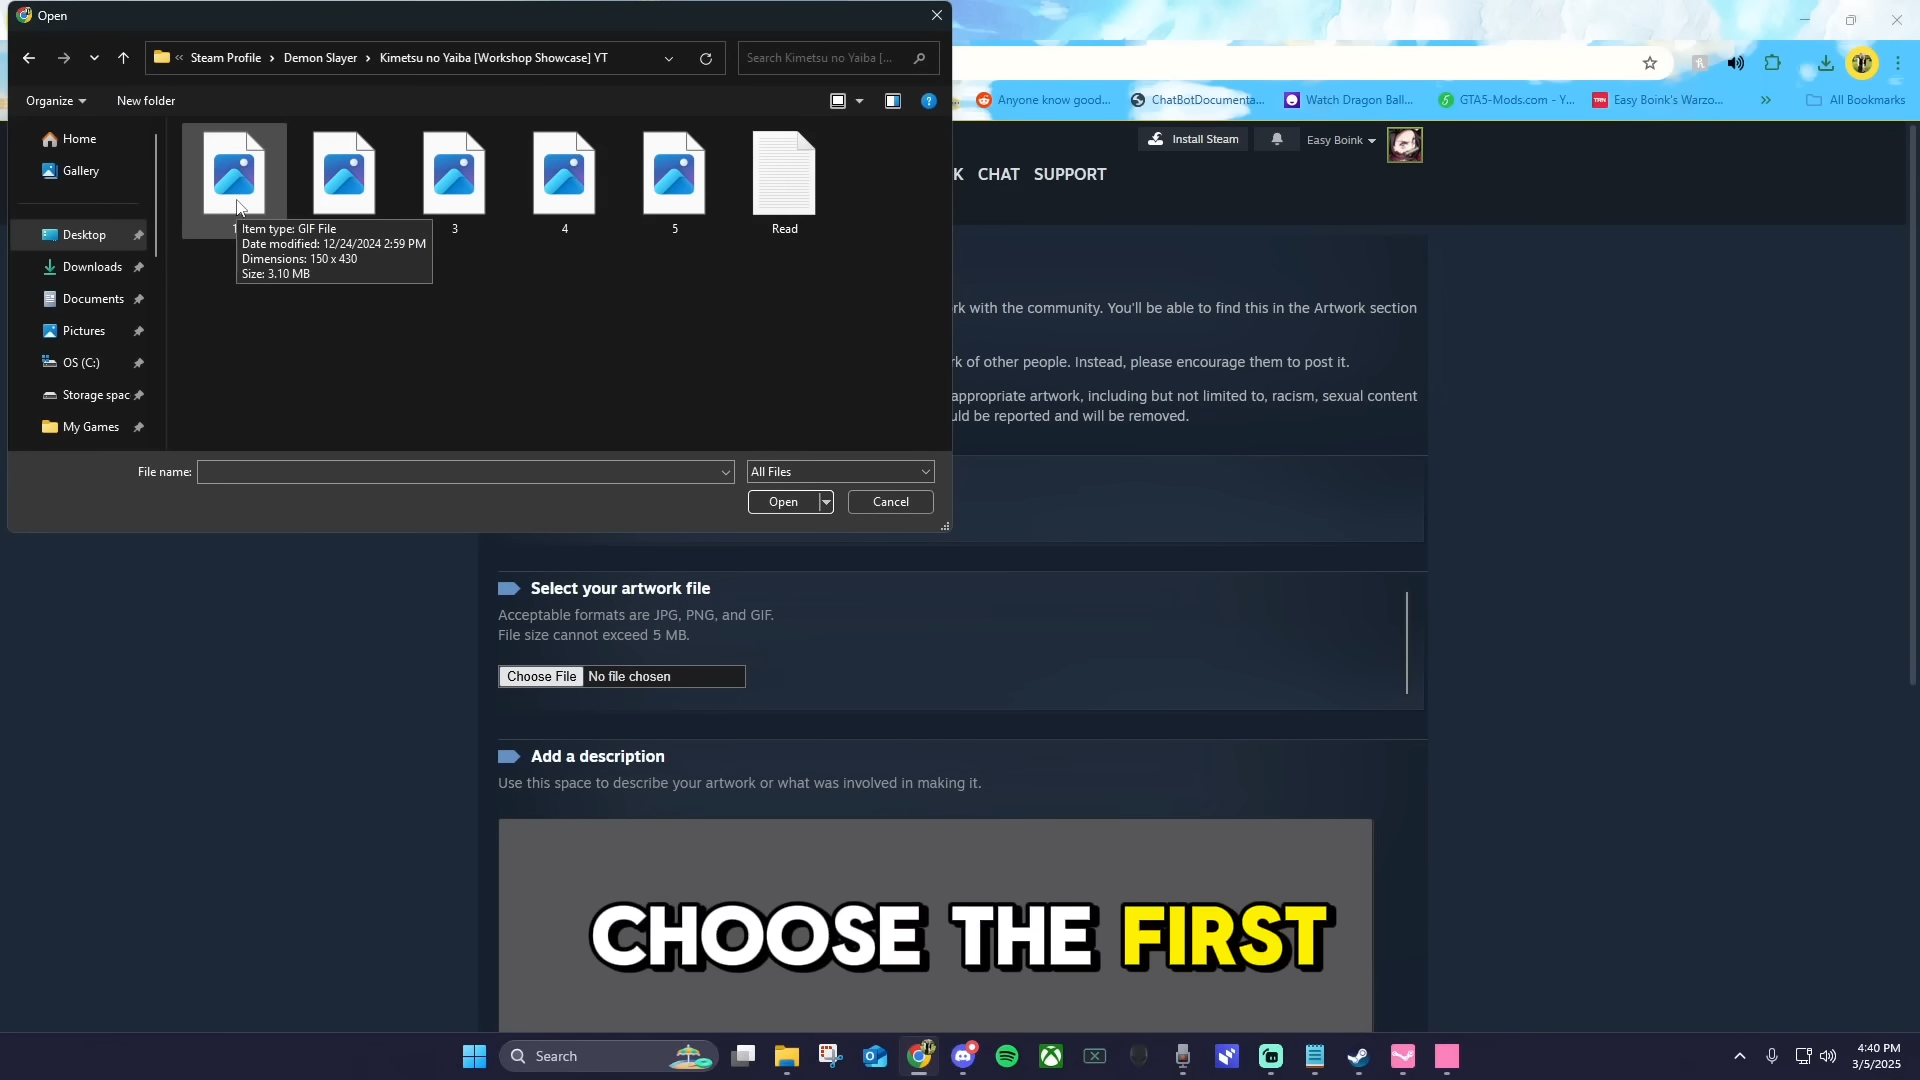 Open
Steam Profile > Demon Slayer > Kimetsu no Yaiba [Workshop Showcase] YT
Search Kimetsu no Yaiba [...
Organize
New folder
Home
Gallery
Desktop
Downloads
Documents
Pictures
OS (C:)
Storage spac
My Games
3
4
5
Read
Item type: GIF File
Date modified: 12/24/2024 2:59 PM
Dimensions: 150 x 430
Size: 3.10 MB
File name:
All Files
Open
Cancel
Anyone know good...
ChatBotDocumenta...
Watch Dragon Ball...
GTA5-Mods.com - Y...
TRN
Easy Boink's Warzo...
All Bookmarks
Install Steam
Easy Boink
K CHAT SUPPORT
rk with the community. You'll be able to find this in the Artwork section
rk of other people. Instead, please encourage them to post it.
appropriate artwork, including but not limited to, racism, sexual content
uld be reported and will be removed.
Select your artwork file
Acceptable formats are JPG, PNG, and GIF.
File size cannot exceed 5 MB.
Choose File No file chosen
Add a description
Use this space to describe your artwork or what was involved in making it.
CHOOSE THE FIRST
Search
4:40 PM
3/5/2025